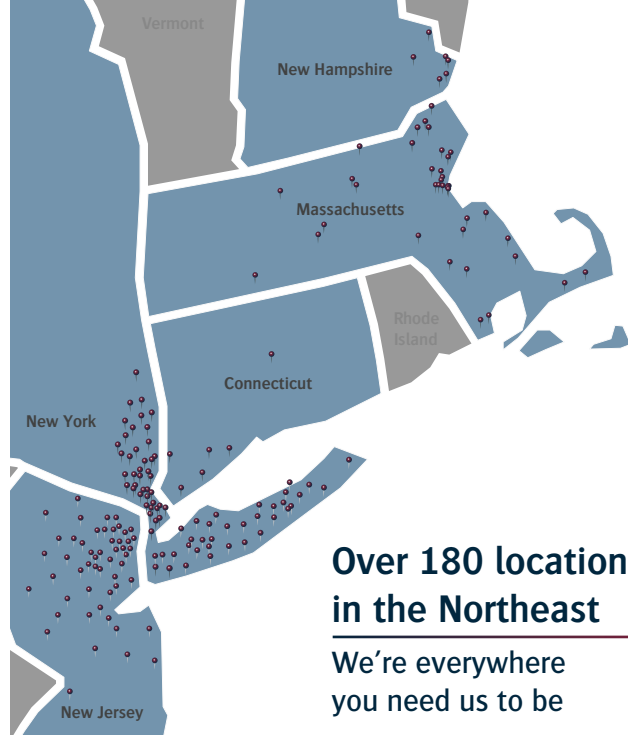 Vermont
New Hampshire
Massachusetts
Rhode
Island
Connecticut
New York
Over 180 location
in the Northeast
We're everywhere
you need us to be
New Jersey